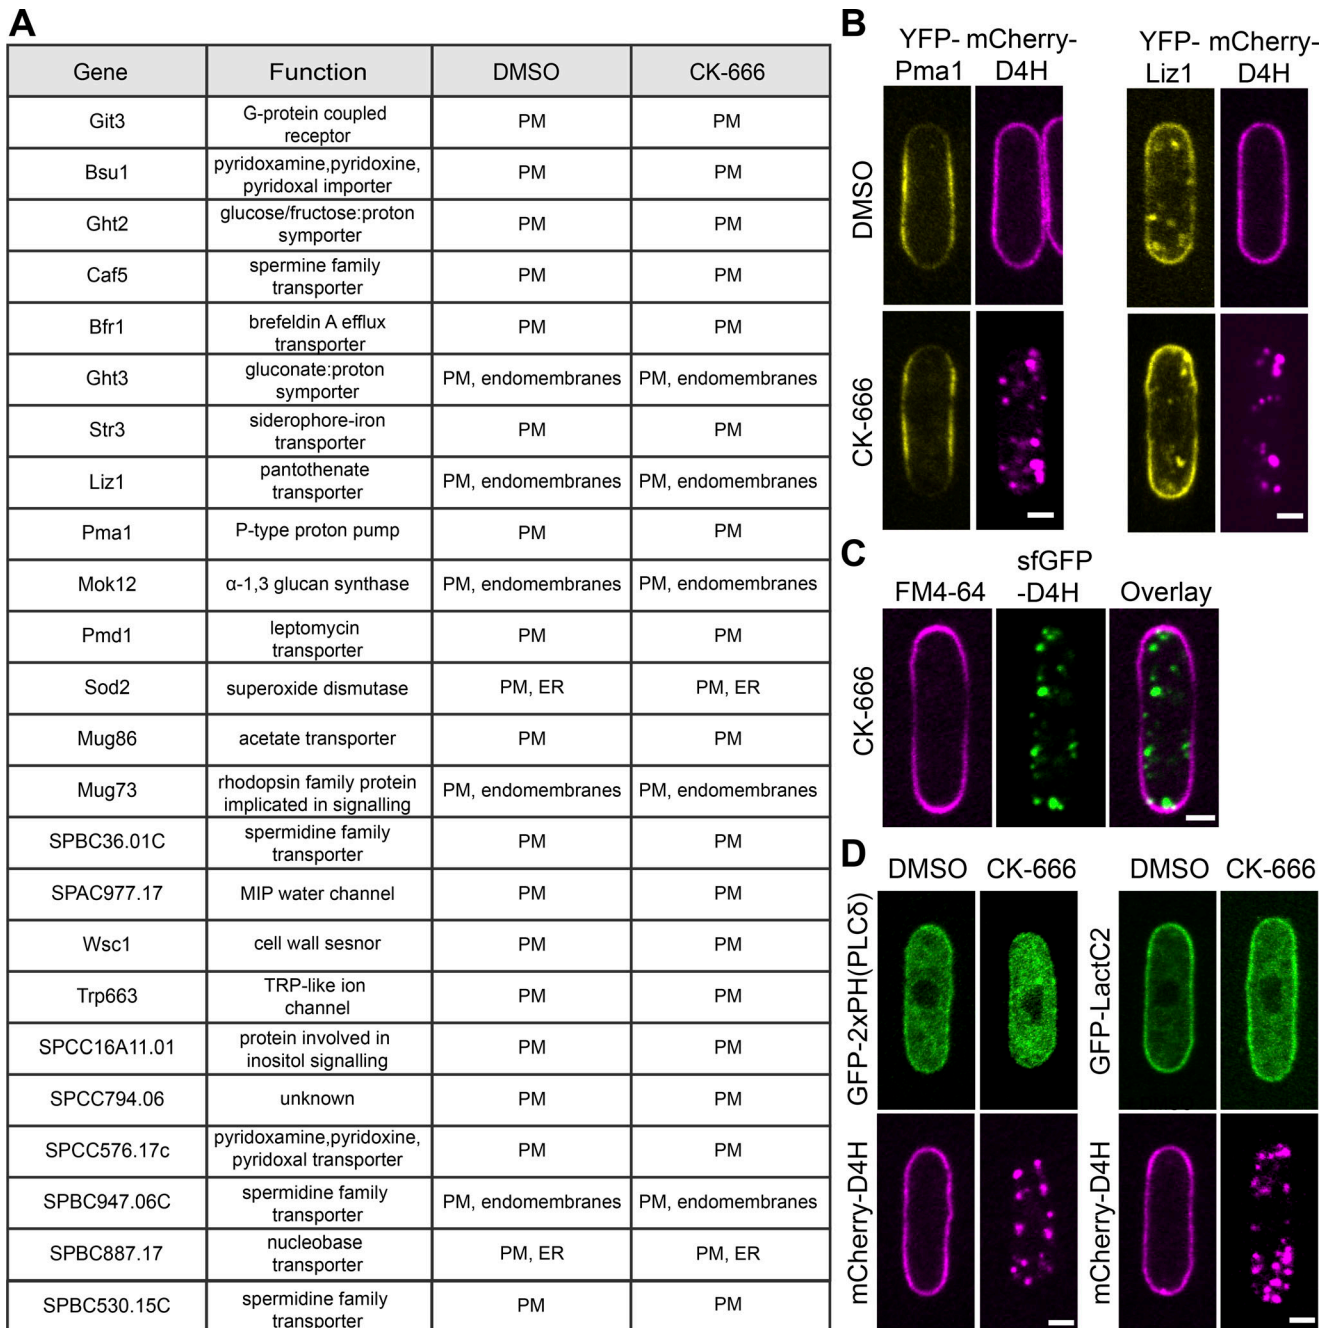 A
Gene Function DMSO CK-666
Git3 G-protein coupled receptor PM PM
Bsu1 pyridoxamine,pyridoxine, pyridoxal importer PM PM
Ght2 glucose/fructose:proton symporter PM PM
Caf5 spermine family transporter PM PM
Bfr1 brefeldin A efflux transporter PM PM
Ght3 gluconate:proton symporter PM, endomembranes PM, endomembranes
Str3 siderophore-iron transporter PM PM
Liz1 pantothenate transporter PM, endomembranes PM, endomembranes
Pma1 P-type proton pump PM PM
Mok12 α-1,3 glucan synthase PM, endomembranes PM, endomembranes
Pmd1 leptomycin transporter PM PM
Sod2 superoxide dismutase PM, ER PM, ER
Mug86 acetate transporter PM PM
Mug73 rhodopsin family protein implicated in signalling PM, endomembranes PM, endomembranes
SPBC36.01C spermidine family transporter PM PM
SPAC977.17 MIP water channel PM PM
Wsc1 cell wall sesnor PM PM
Trp663 TRP-like ion channel PM PM
SPCC16A11.01 protein involved in inositol signalling PM PM
SPCC794.06 unknown PM PM
SPCC576.17c pyridoxamine,pyridoxine, pyridoxal transporter PM PM
SPBC947.06C spermidine family transporter PM, endomembranes PM, endomembranes
SPBC887.17 nucleobase transporter PM, ER PM, ER
SPBC530.15C spermidine family transporter PM PM
B
YFP-Pma1 mCherry-D4H YFP-Liz1 mCherry-D4H
DMSO
CK-666
C
FM4-64 sfGFP-D4H Overlay
CK-666
D
DMSO CK-666 DMSO CK-666
GFP-2xPH(PLCδ) GFP-LactC2
mCherry-D4H mCherry-D4H